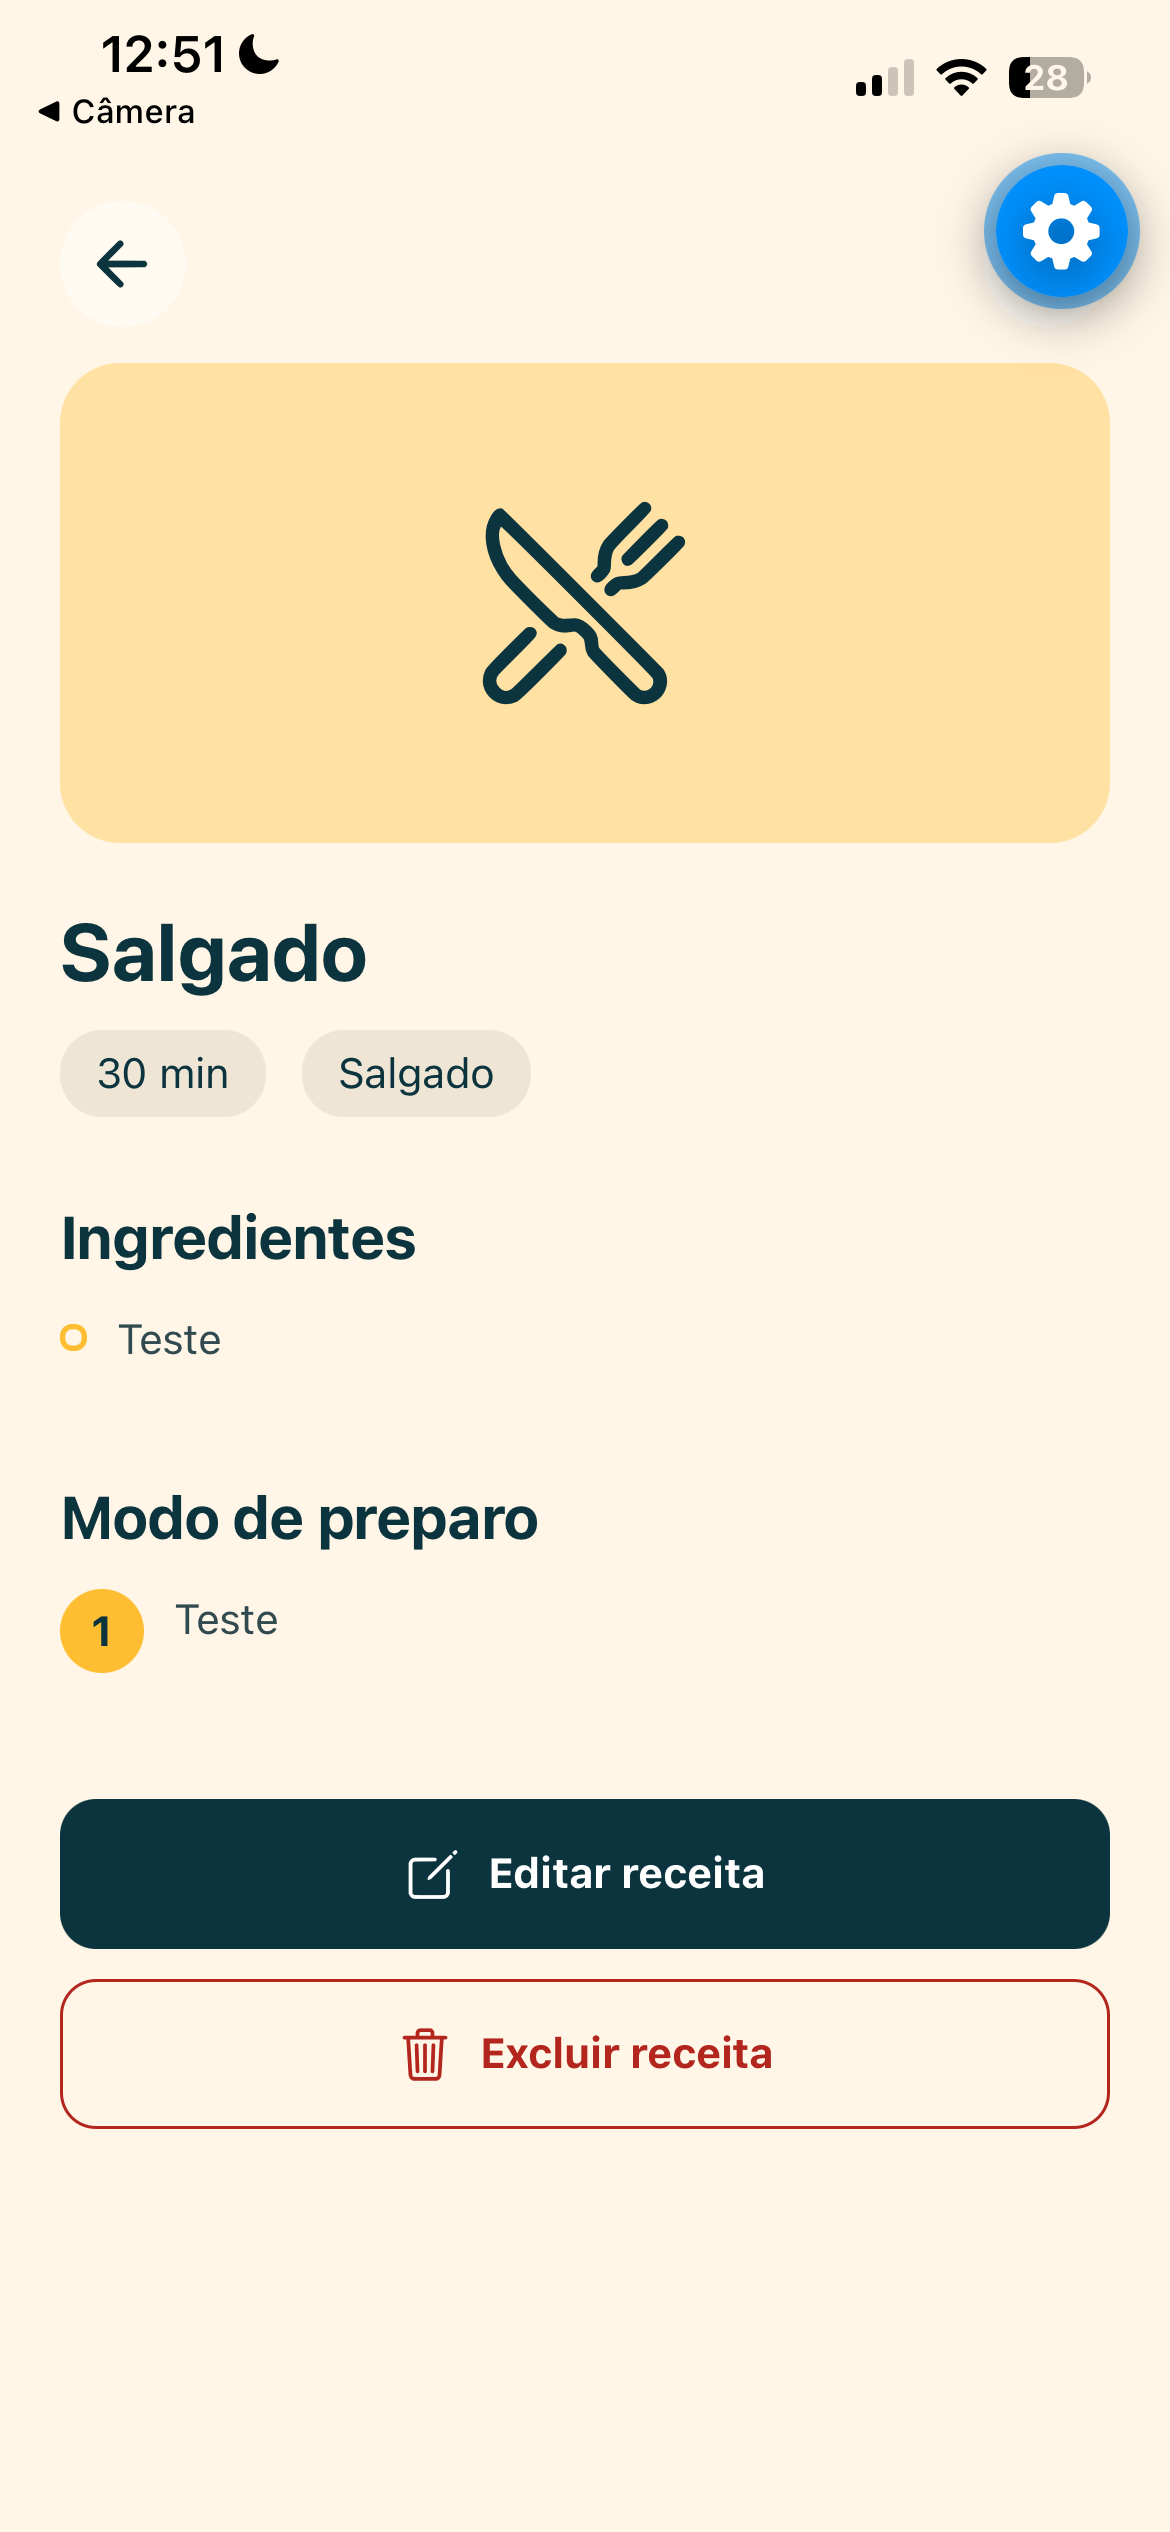 12:51
Câmera
28
Salgado
30 min
Salgado
Ingredientes
Teste
Modo de preparo
1
Teste
Editar receita
Excluir receita